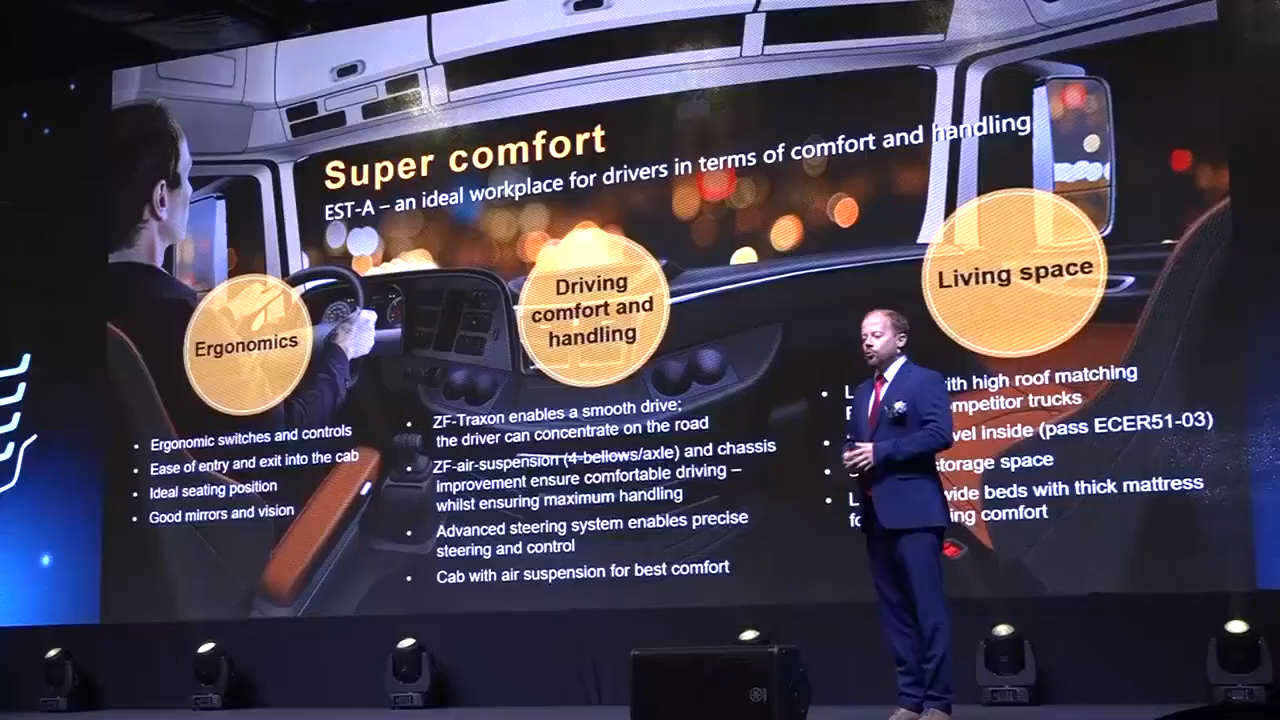 Super comfort
EST-A – an ideal workplace for drivers in terms of comfort and handling
Ergonomics
Ergonomic switches and controls
Ease of entry and exit into the cab
Ideal seating position
Good mirrors and vision
Driving
comfort and
handling
ZF-Traxon enables a smooth drive;
the driver can concentrate on the road
ZF-air-suspension (4-bellows/axle) and chassis
improvement ensure comfortable driving –
whilst ensuring maximum handling
Advanced steering system enables precise
steering and control
Cab with air suspension for best comfort
Living space
with high roof matching
trucks
inside (pass ECER51-03)
storage space
beds with thick mattress
comfort